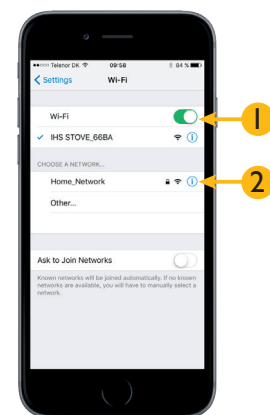 Telenor DK 09:58 84 %
Settings Wi-Fi
Wi-Fi
1
IHS STOVE_66BA
CHOOSE A NETWORK...
Home_Network
2
Other...
Ask to Join Networks
Known networks will be joined automatically. If no known
networks are available, you will have to manually select a
network.